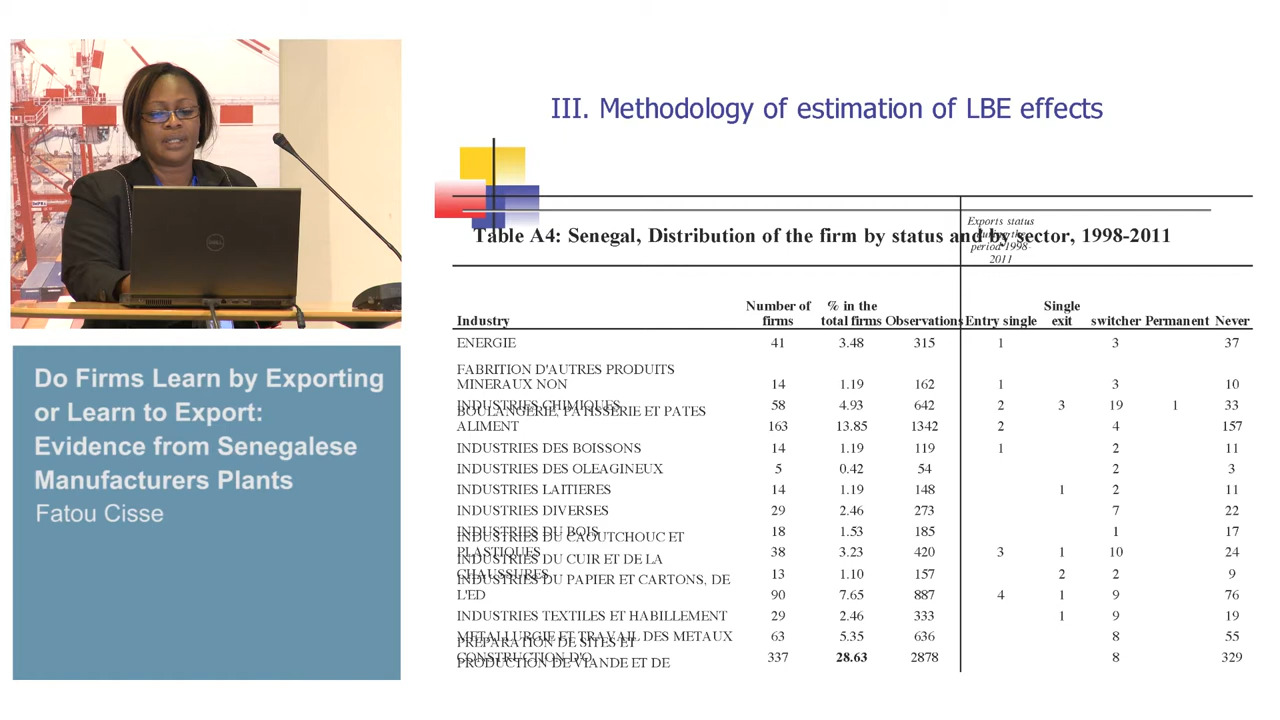 III. Methodology of estimation of LBE effects
Table A4: Senegal, Distribution of the firm by status and by sector, 1998-2011
Exports status
during the
period 1998-
2011
Industry Number of firms % in the total firms Observations Entry single Single exit switcher Permanent Never
ENERGIE 41 3.48 315 1 3 37
FABRITION D'AUTRES PRODUITS
MINERAUX NON 14 1.19 162 1 3 10
INDUSTRIES CHIMIQUES 58 4.93 642 2 3 19 1 33
BOULANGERIE, PATISSERIE ET PATES
ALIMENT 163 13.85 1342 2 4 157
INDUSTRIES DES BOISSONS 14 1.19 119 1 2 11
INDUSTRIES DES OLEAGINEUX 5 0.42 54 2 3
INDUSTRIES LAITIERES 14 1.19 148 1 2 11
INDUSTRIES DIVERSES 29 2.46 273 7 22
INDUSTRIES DU BOIS 18 1.53 185 1 17
INDUSTRIES DU CAOUTCHOUC ET
PLASTIQUES 38 3.23 420 3 1 10 24
INDUSTRIES DU CUIR ET DE LA
CHAUSSURES 13 1.10 157 2 2 9
INDUSTRIES DU PAPIER ET CARTONS, DE
L'ED 90 7.65 887 4 1 9 76
INDUSTRIES TEXTILES ET HABILLEMENT 29 2.46 333 1 9 19
METALLURGIE ET TRAVAIL DES METAUX 63 5.35 636 8 55
PREPARATION DE SITES ET
CONSTRUCTION D'O 337 28.63 2878 8 329
PRODUCTION DE VIANDE ET DE
Do Firms Learn by Exporting
or Learn to Export:
Evidence from Senegalese
Manufacturers Plants
Fatou Cisse
DELL